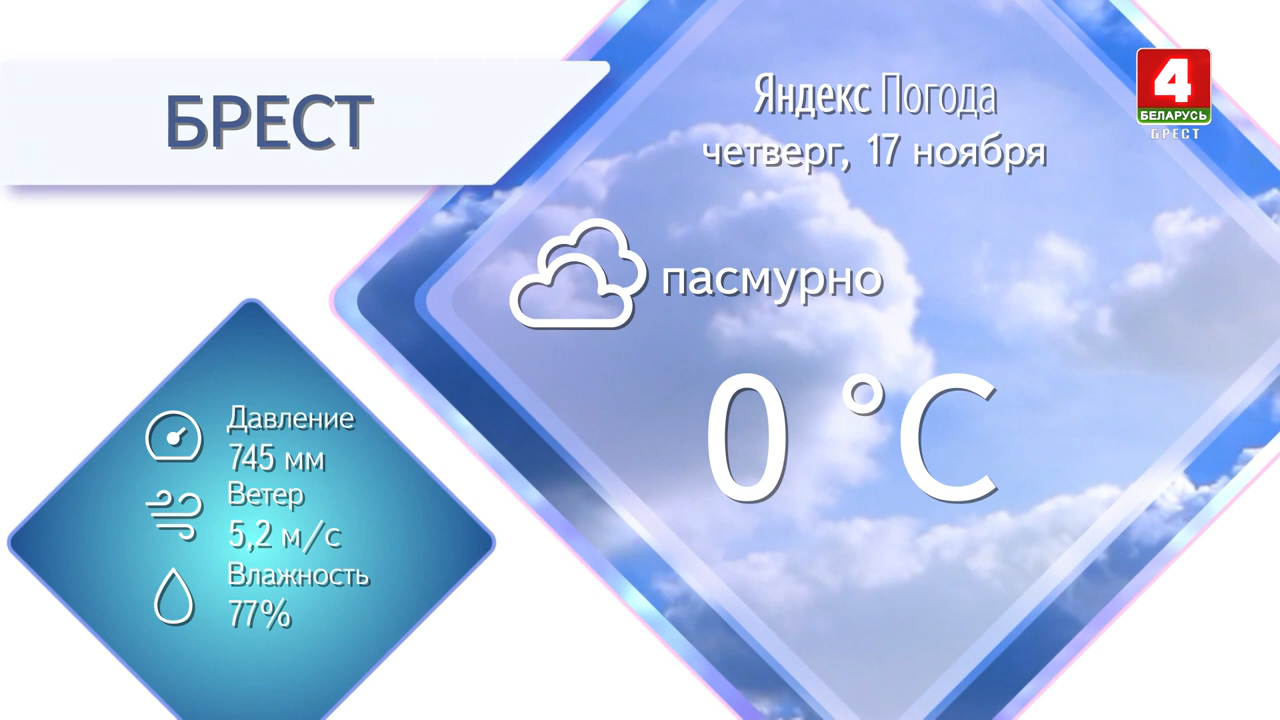 БРЕСТ
Яндекс Погода
четверг, 17 ноября
4
БЕЛАРУСЬ
БРЕСТ
пасмурно
0 °C
Давление
745 мм
Ветер
5,2 м/с
Влажность
77%